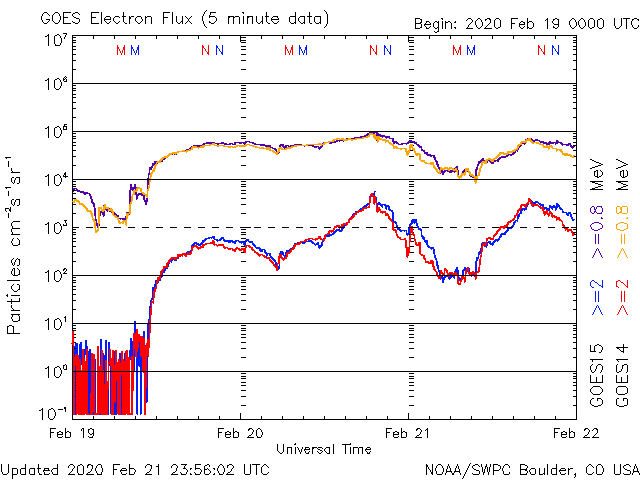 GOES Electron Flux (5 minute data)
Begin: 2020 Feb 19 0000 UTC
10⁷
M M N N M M N N M M N N
10⁶
10⁵
10⁴
10³
10²
10¹
10⁰
10⁻¹
Particles cm⁻²s⁻¹sr⁻¹
Feb 19 Feb 20 Feb 21 Feb 22
Universal Time
GOES15 >=2 >=0.8 MeV
GOES14 >=2 >=0.8 MeV
Updated 2020 Feb 21 23:56:02 UTC
NOAA/SWPC Boulder, CO USA